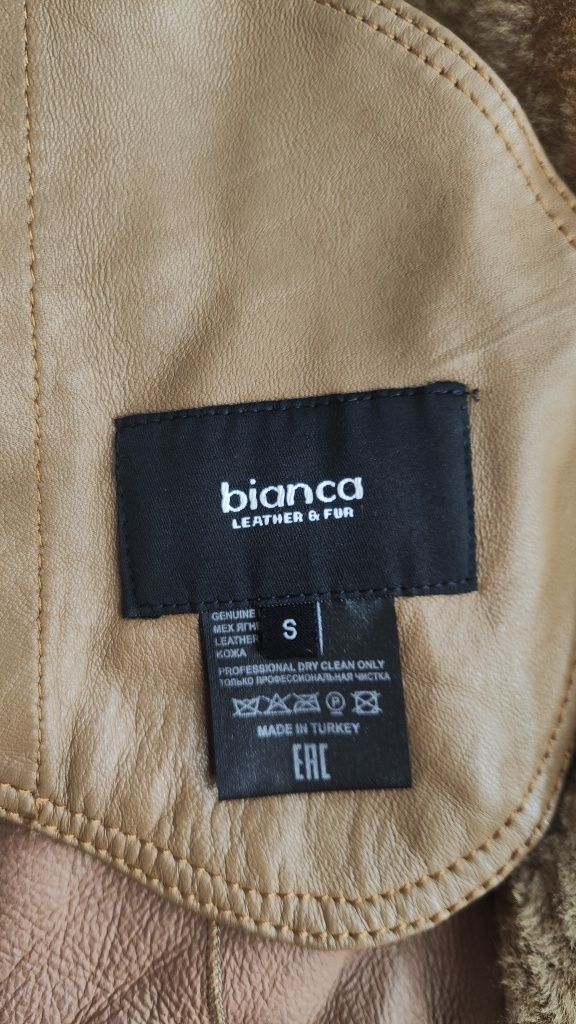 bianca
LEATHER & FUR
S
GENUINE
МЕХ ЯГНЕ
LEATHER
КОЖА
PROFESSIONAL DRY CLEAN ONLY
ТОЛЬКО ПРОФЕССИОНАЛЬНАЯ ЧИСТКА
P
MADE IN TURKEY
EAC